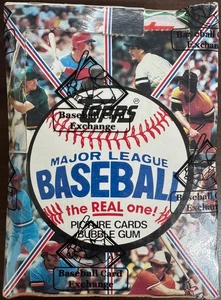 Baseball Card
Exchange
Topps
Baseball Card
Exchange
MAJOR LEAGUE
BASEBALL
the REAL one!
PICTURE CARDS
BUBBLE GUM
Baseball Card
Exchange
Baseball Card
Exchange